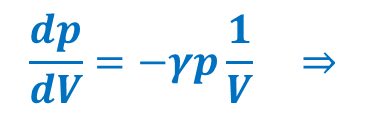 dp/dV = −γp 1/V ⇒